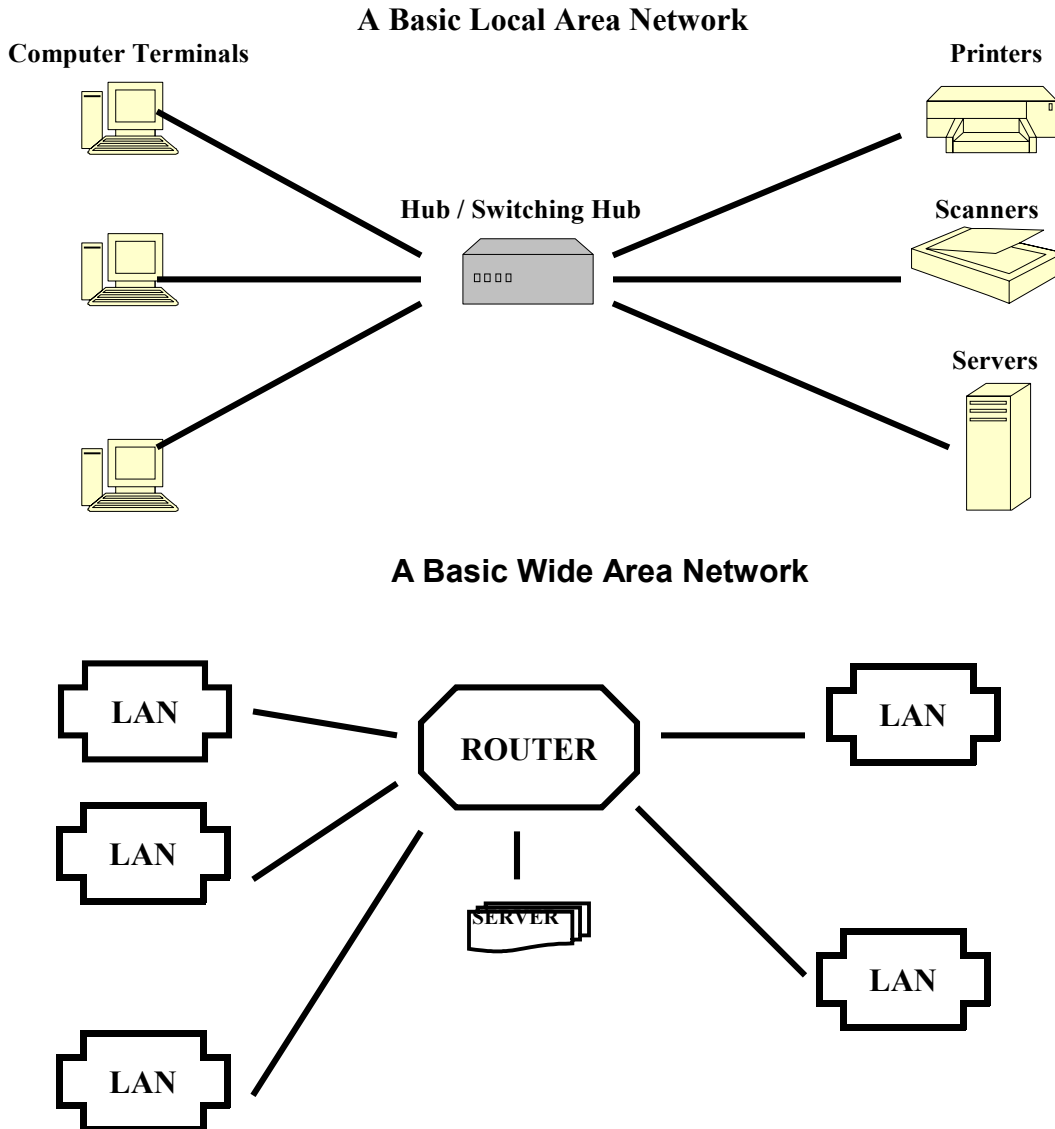 A Basic Local Area Network
Computer Terminals
Printers
Hub / Switching Hub
Scanners
Servers
A Basic Wide Area Network
LAN
LAN
ROUTER
LAN
SERVER
LAN
LAN